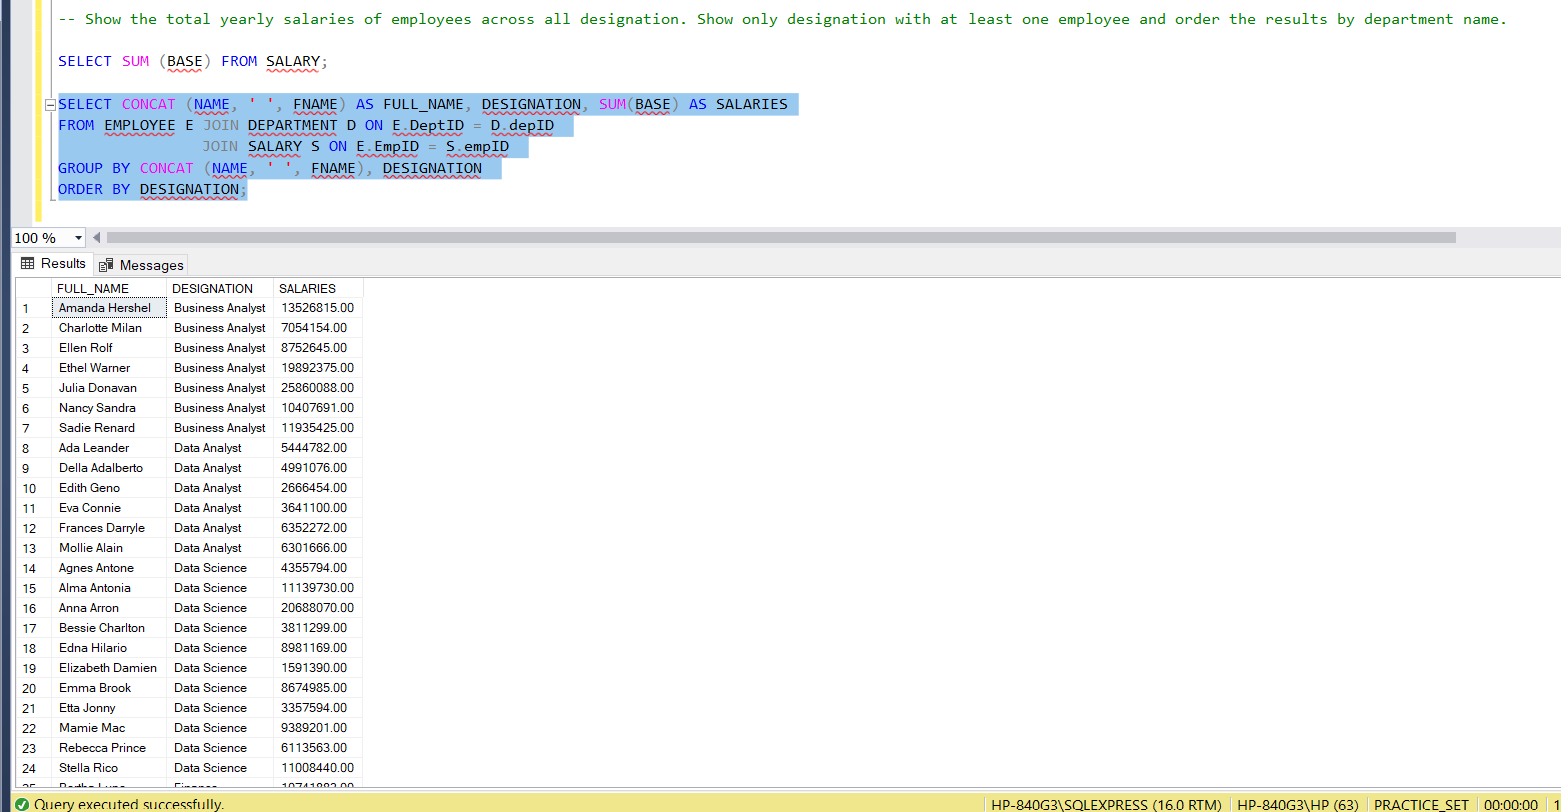 -- Show the total yearly salaries of employees across all designation. Show only designation with at least one employee and order the results by department name.
SELECT SUM (BASE) FROM SALARY;
SELECT CONCAT (NAME, ' ', FNAME) AS FULL_NAME, DESIGNATION, SUM(BASE) AS SALARIES
FROM EMPLOYEE E JOIN DEPARTMENT D ON E.DeptID = D.depID
JOIN SALARY S ON E.EmpID = S.empID
GROUP BY CONCAT (NAME, ' ', FNAME), DESIGNATION
ORDER BY DESIGNATION;
100 %
Results Messages
FULL_NAME DESIGNATION SALARIES
1 Amanda Hershel Business Analyst 13526815.00
2 Charlotte Milan Business Analyst 7054154.00
3 Ellen Rolf Business Analyst 8752645.00
4 Ethel Warner Business Analyst 19892375.00
5 Julia Donavan Business Analyst 25860088.00
6 Nancy Sandra Business Analyst 10407691.00
7 Sadie Renard Business Analyst 11935425.00
8 Ada Leander Data Analyst 5444782.00
9 Della Adalberto Data Analyst 4991076.00
10 Edith Geno Data Analyst 2666454.00
11 Eva Connie Data Analyst 3641100.00
12 Frances Darryle Data Analyst 6352272.00
13 Mollie Alain Data Analyst 6301666.00
14 Agnes Antone Data Science 4355794.00
15 Alma Antonia Data Science 11139730.00
16 Anna Arron Data Science 20688070.00
17 Bessie Charlton Data Science 3811299.00
18 Edna Hilario Data Science 8981169.00
19 Elizabeth Damien Data Science 1591390.00
20 Emma Brook Data Science 8674985.00
21 Etta Jonny Data Science 3357594.00
22 Mamie Mac Data Science 9389201.00
23 Rebecca Prince Data Science 6113563.00
24 Stella Rico Data Science 11008440.00
Query executed successfully. HP-840G3\SQLEXPRESS (16.0 RTM) HP-840G3\HP (63) PRACTICE_SET 00:00:00